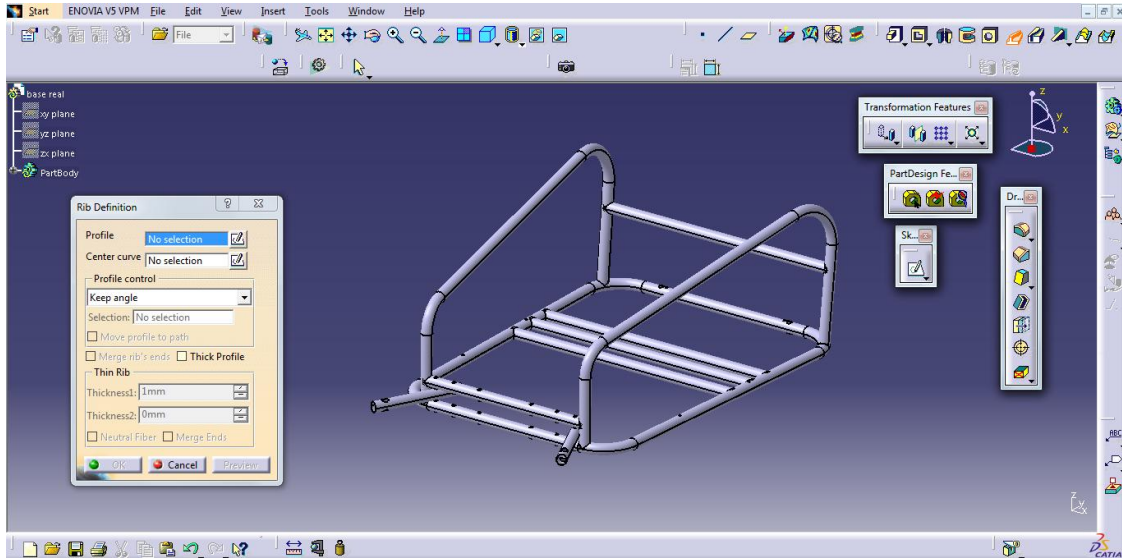 Start ENOVIA V5 VPM File Edit View Insert Tools Window Help
File
base real
xy plane
yz plane
zx plane
PartBody
Transformation Features
PartDesign Fe...
Sk...
Dr...
z
y
x
Rib Definition
Profile No selection
Center curve No selection
Profile control
Keep angle
Selection: No selection
Move profile to path
Merge rib's ends Thick Profile
Thin Rib
Thickness1: 1mm
Thickness2: 0mm
Neutral Fiber Merge Ends
OK Cancel Preview
ABC
z
y
x
CATIA